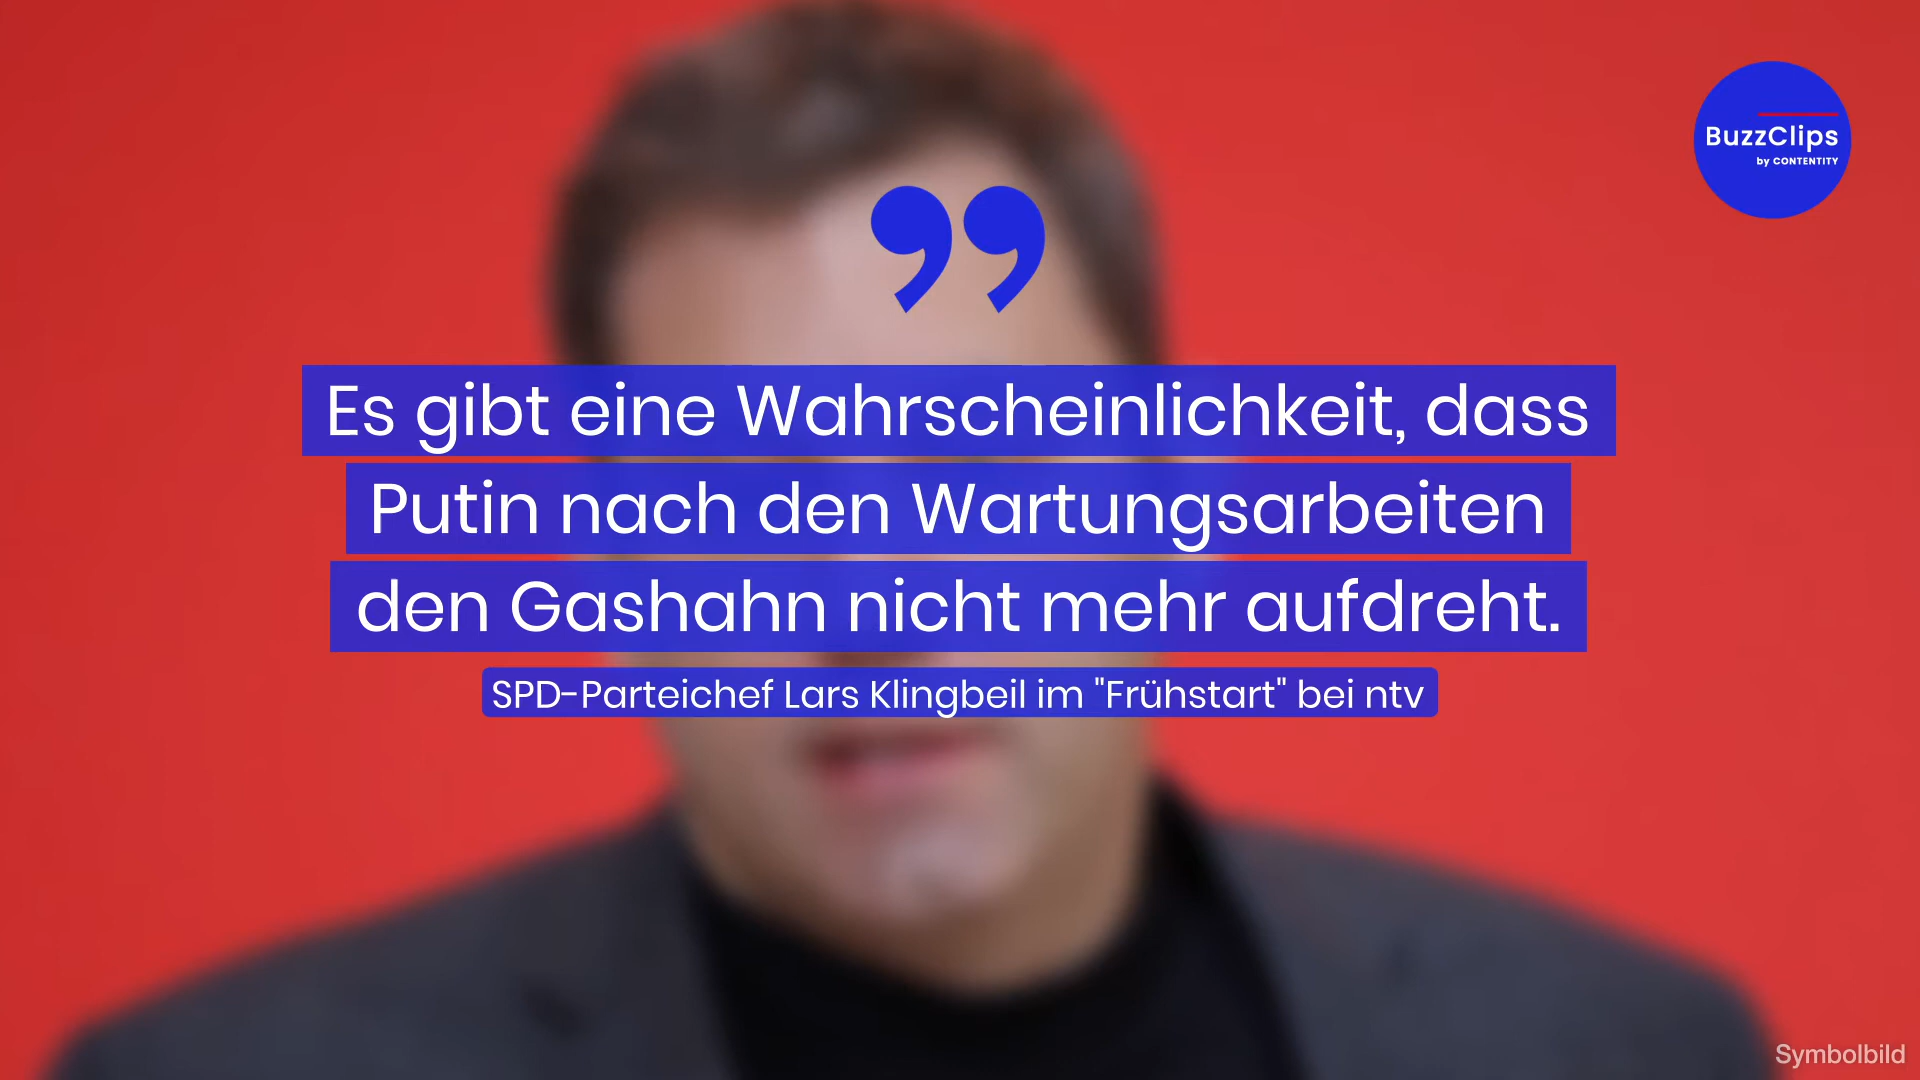 BuzzClips
by CONTENTITY
”
Es gibt eine Wahrscheinlichkeit, dass
Putin nach den Wartungsarbeiten
den Gashahn nicht mehr aufdreht.
SPD-Parteichef Lars Klingbeil im "Frühstart" bei ntv
Symbolbild